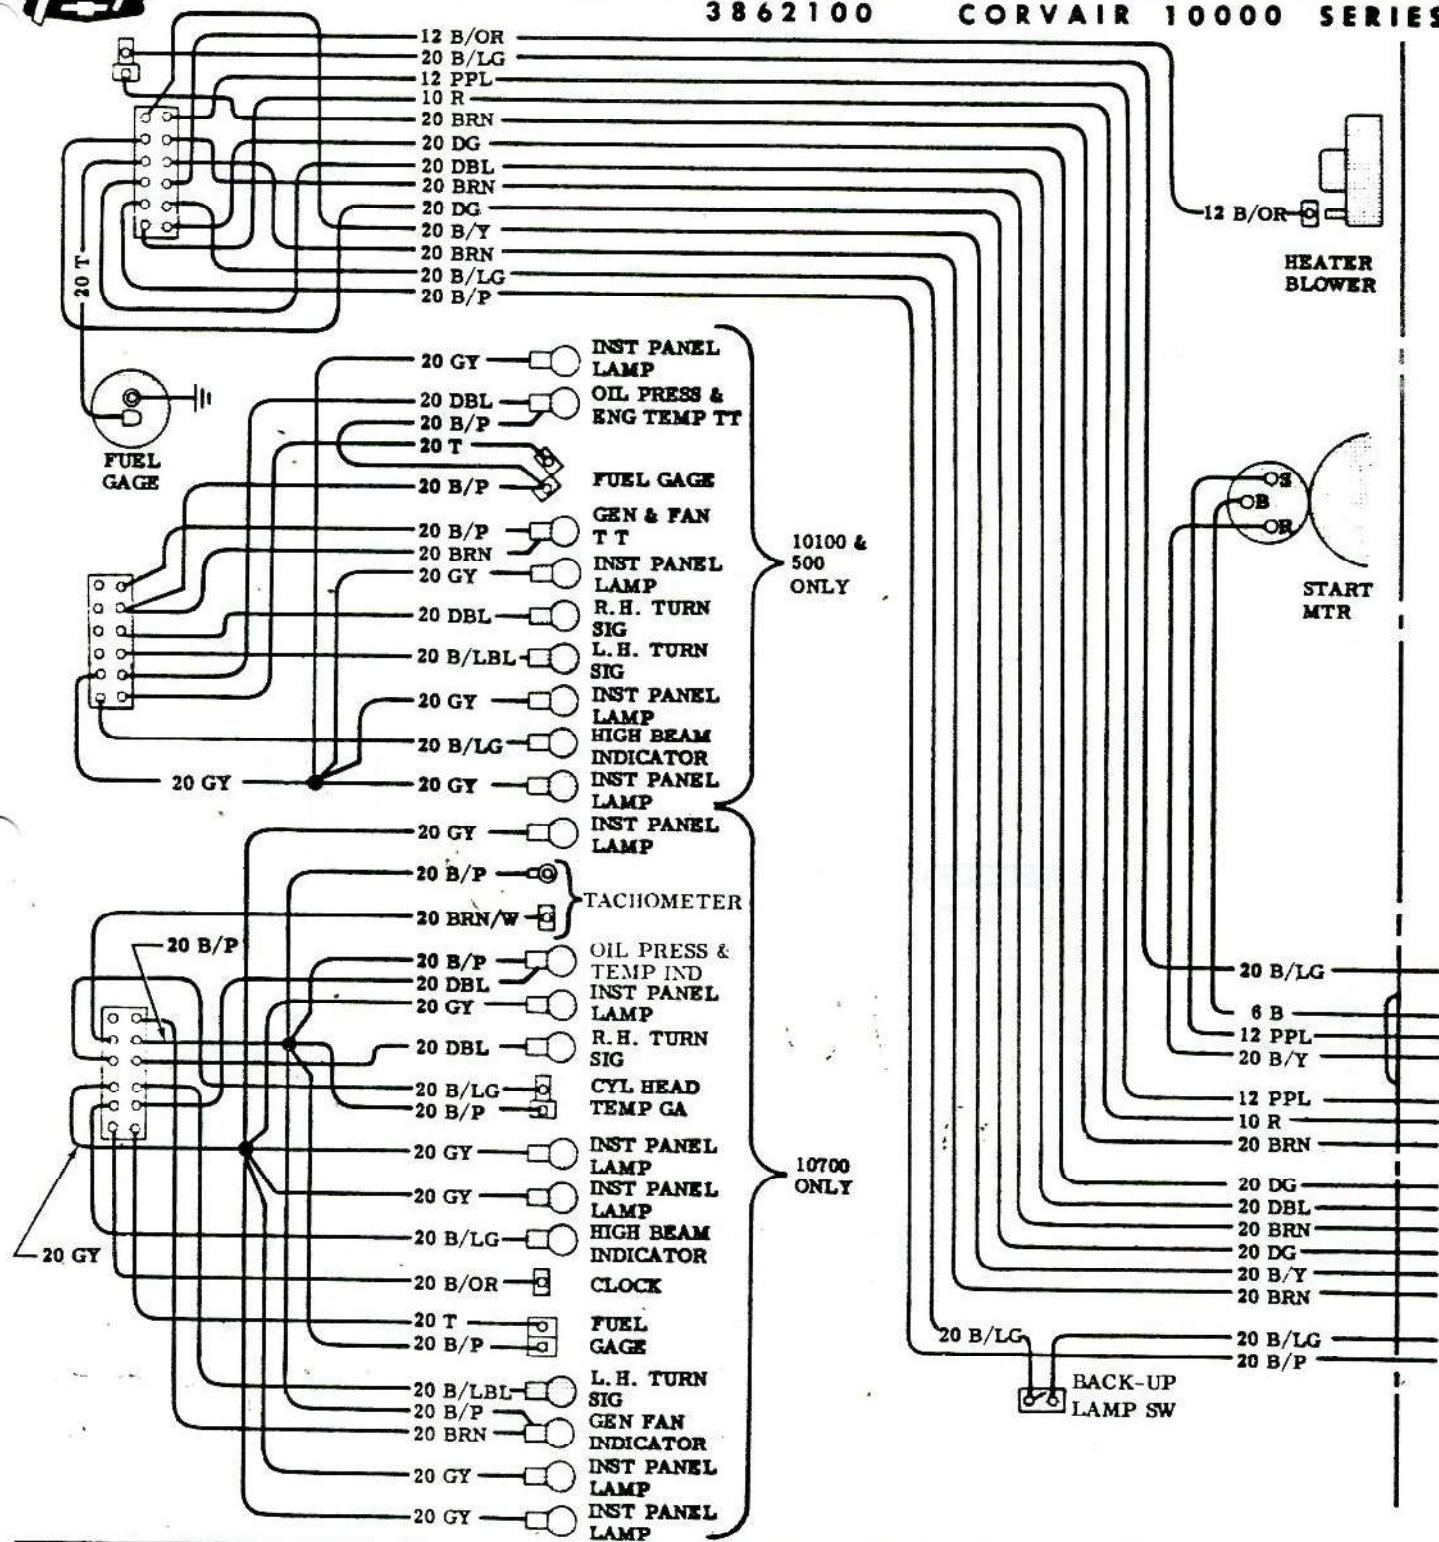 3862100 CORVAIR 10000 SERIES
12 B/OR
20 B/LG
12 PPL
10 R
20 BRN
20 DG
20 DBL
20 BRN
20 DG
20 B/Y
20 BRN
20 B/LG
20 B/P
20 T
FUEL
GAGE
12 B/OR
HEATER
BLOWER
20 GY INST PANEL
LAMP
20 DBL OIL PRESS &
20 B/P ENG TEMP TT
20 T
20 B/P FUEL GAGE
20 B/P GEN & FAN
20 BRN T T
20 GY INST PANEL
LAMP
20 DBL R.H. TURN
SIG
20 B/LBL L.H. TURN
SIG
20 GY INST PANEL
LAMP
20 B/LG HIGH BEAM
INDICATOR
20 GY 20 GY INST PANEL
LAMP
10100 &
500
ONLY
S
B
R
START
MTR
20 GY INST PANEL
LAMP
20 B/P
TACHOMETER
20 BRN/W
20 B/P
20 B/P OIL PRESS &
20 DBL TEMP IND
20 GY INST PANEL
LAMP
20 DBL R.H. TURN
SIG
20 B/LG CYL HEAD
20 B/P TEMP GA
20 GY INST PANEL
LAMP
20 GY INST PANEL
LAMP
20 B/LG HIGH BEAM
INDICATOR
20 GY
20 B/OR CLOCK
20 T FUEL
20 B/P GAGE
20 B/LBL L.H. TURN
SIG
20 B/P GEN FAN
20 BRN INDICATOR
20 GY INST PANEL
LAMP
20 GY INST PANEL
LAMP
10700
ONLY
20 B/LG
6 B
12 PPL
20 B/Y
12 PPL
10 R
20 BRN
20 DG
20 DBL
20 BRN
20 DG
20 B/Y
20 BRN
20 B/LG
20 B/LG
20 B/P
BACK-UP
LAMP SW